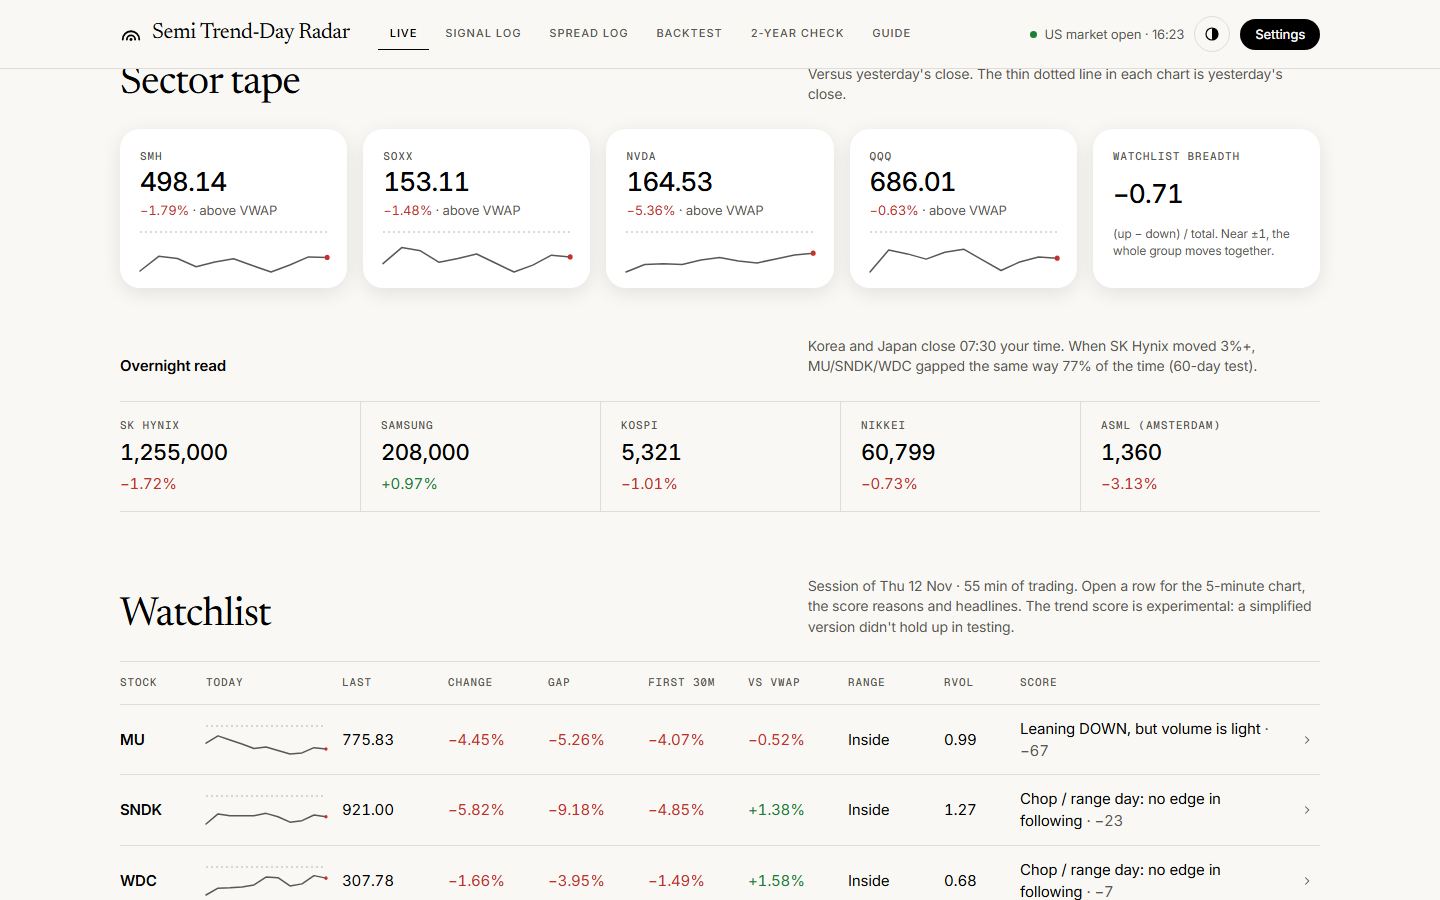 Semi Trend-Day Radar
LIVE
SIGNAL LOG
SPREAD LOG
BACKTEST
2-YEAR CHECK
GUIDE
US market open · 16:23
Settings
Sector tape
Versus yesterday's close. The thin dotted line in each chart is yesterday's
close.
SMH
498.14
−1.79% · above VWAP
SOXX
153.11
−1.48% · above VWAP
NVDA
164.53
−5.36% · above VWAP
QQQ
686.01
−0.63% · above VWAP
WATCHLIST BREADTH
−0.71
(up − down) / total. Near ±1, the
whole group moves together.
Overnight read
Korea and Japan close 07:30 your time. When SK Hynix moved 3%+,
MU/SNDK/WDC gapped the same way 77% of the time (60-day test).
SK HYNIX
1,255,000
−1.72%
SAMSUNG
208,000
+0.97%
KOSPI
5,321
−1.01%
NIKKEI
60,799
−0.73%
ASML (AMSTERDAM)
1,360
−3.13%
Watchlist
Session of Thu 12 Nov · 55 min of trading. Open a row for the 5-minute chart,
the score reasons and headlines. The trend score is experimental: a simplified
version didn't hold up in testing.
STOCK TODAY LAST CHANGE GAP FIRST 30M VS VWAP RANGE RVOL SCORE
MU 775.83 −4.45% −5.26% −4.07% −0.52% Inside 0.99 Leaning DOWN, but volume is light ·
−67
SNDK 921.00 −5.82% −9.18% −4.85% +1.38% Inside 1.27 Chop / range day: no edge in
following · −23
WDC 307.78 −1.66% −3.95% −1.49% +1.58% Inside 0.68 Chop / range day: no edge in
following · −7